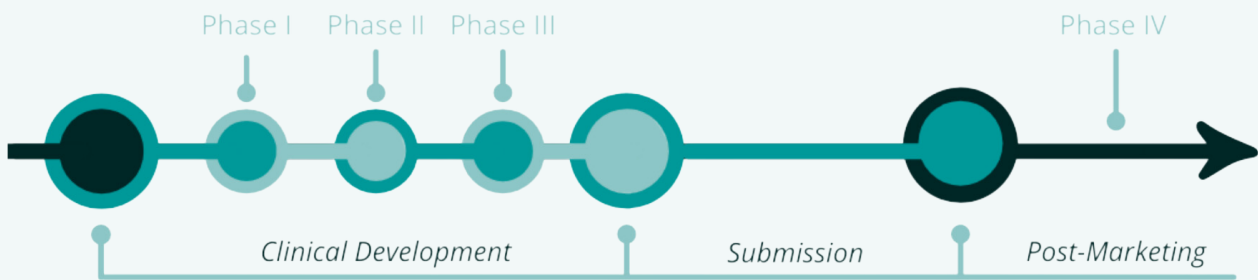 Phase I
Phase II
Phase III
Phase IV
Clinical Development
Submission
Post-Marketing